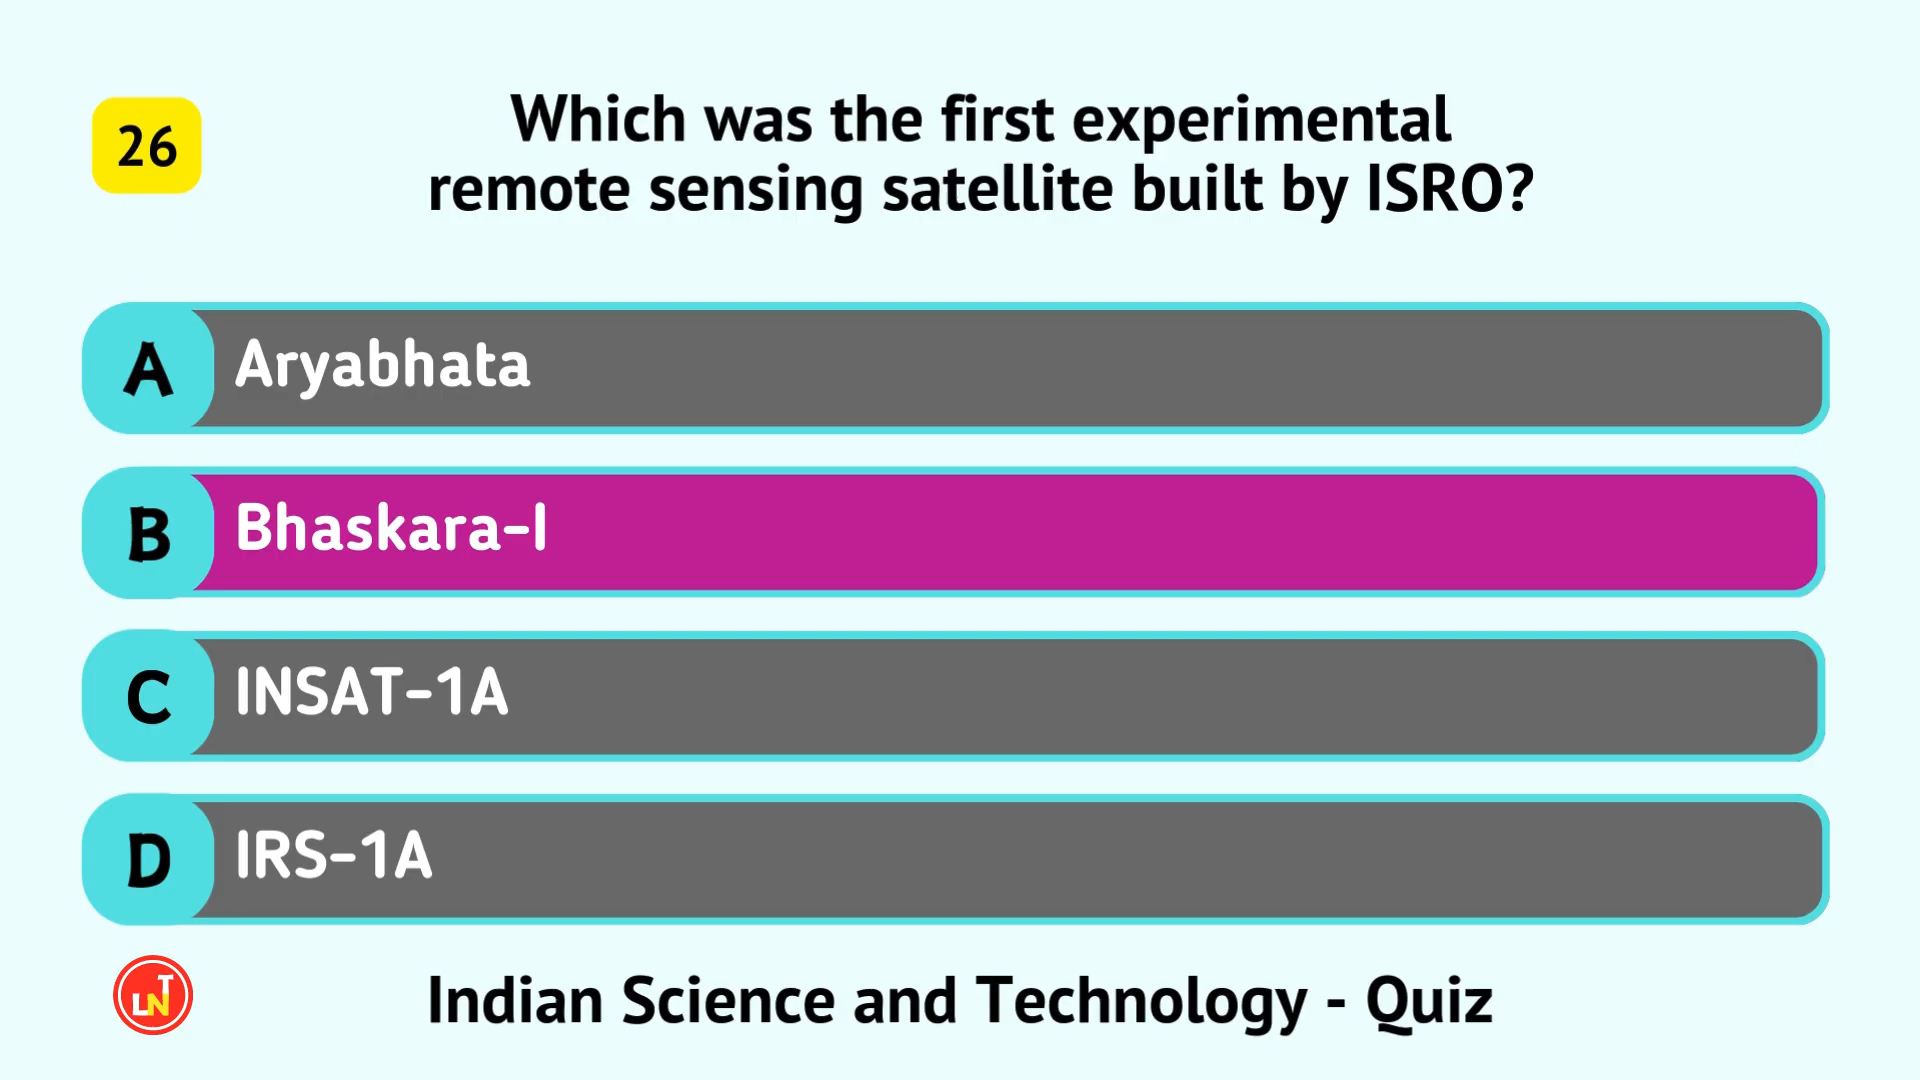 26
Which was the first experimental
remote sensing satellite built by ISRO?
A Aryabhata
B Bhaskara-I
C INSAT-1A
D IRS-1A
LNT
Indian Science and Technology - Quiz